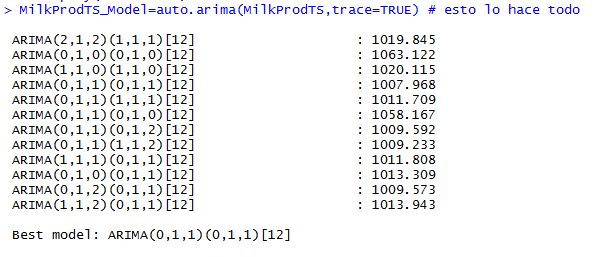 > MilkProdTS_Model=auto.arima(MilkProdTS,trace=TRUE) # esto lo hace todo
ARIMA(2,1,2)(1,1,1)[12] : 1019.845
ARIMA(0,1,0)(0,1,0)[12] : 1063.122
ARIMA(1,1,0)(1,1,0)[12] : 1020.115
ARIMA(0,1,1)(0,1,1)[12] : 1007.968
ARIMA(0,1,1)(1,1,1)[12] : 1011.709
ARIMA(0,1,1)(0,1,0)[12] : 1058.167
ARIMA(0,1,1)(0,1,2)[12] : 1009.592
ARIMA(0,1,1)(1,1,2)[12] : 1009.233
ARIMA(1,1,1)(0,1,1)[12] : 1011.808
ARIMA(0,1,0)(0,1,1)[12] : 1013.309
ARIMA(0,1,2)(0,1,1)[12] : 1009.573
ARIMA(1,1,2)(0,1,1)[12] : 1013.943
Best model: ARIMA(0,1,1)(0,1,1)[12]